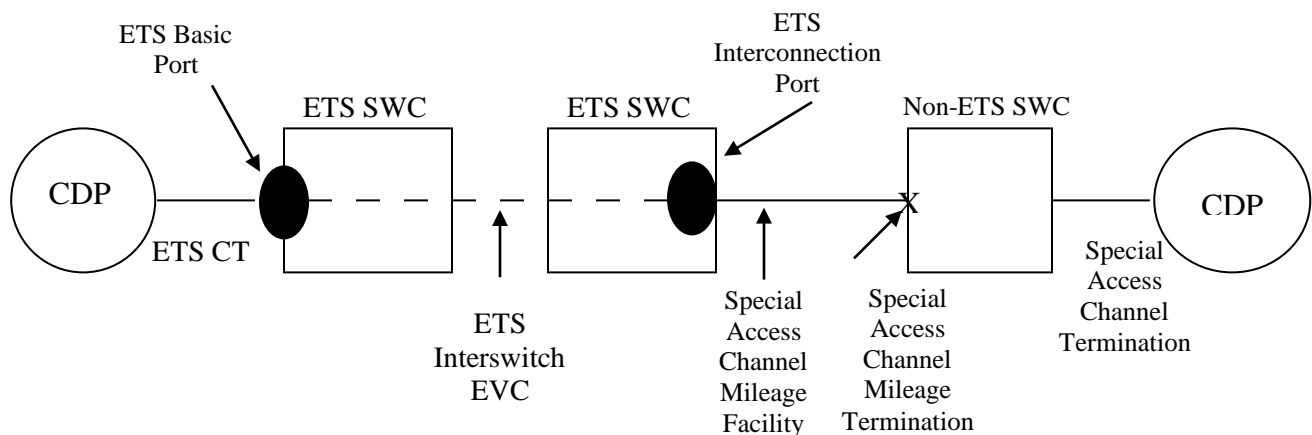 ETS Basic
Port
ETS
Interconnection
Port
ETS SWC
ETS SWC
Non-ETS SWC
CDP
X
CDP
ETS CT
ETS
Interswitch
EVC
Special
Access
Channel
Mileage
Facility
Special
Access
Channel
Mileage
Termination
Special
Access
Channel
Termination